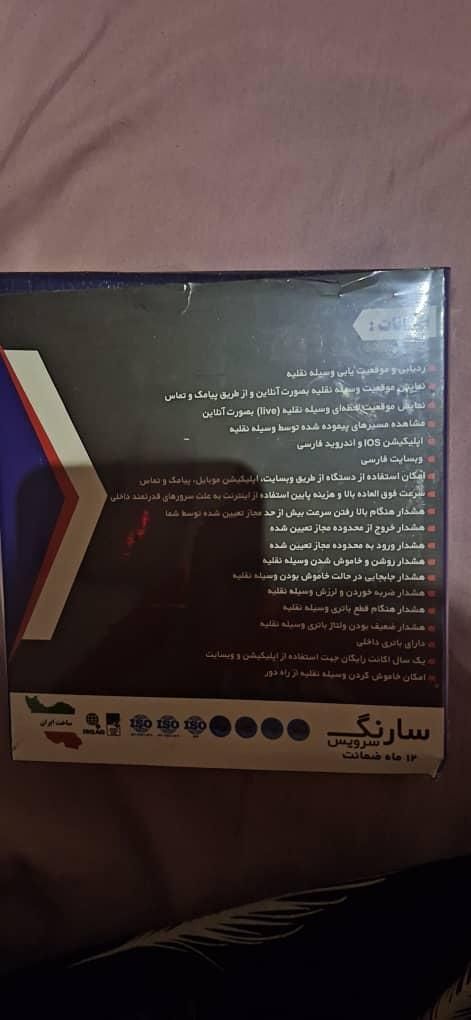 ردیابی و موقعیت یابی وسیله نقلیه
نمایش موقعیت وسیله نقلیه بصورت آنلاین و از طریق پیامک و تماس
نمایش موقعیت لحظه‌ای وسیله نقلیه (live) بصورت آنلاین
مشاهده مسیرهای پیموده شده توسط وسیله نقلیه
اپلیکیشن IOS و اندروید فارسی
وبسایت فارسی
امکان استفاده از دستگاه از طریق وبسایت، اپلیکیشن موبایل، پیامک و تماس
سرعت فوق العاده بالا و هزینه پایین استفاده از اینترنت به علت سرورهای قدرتمند داخلی
هشدار هنگام بالا رفتن سرعت بیش از حد مجاز تعیین شده توسط شما
هشدار خروج از محدوده مجاز تعیین شده
هشدار ورود به محدوده مجاز تعیین شده
هشدار روشن و خاموش شدن وسیله نقلیه
هشدار جابجایی در حالت خاموش بودن وسیله نقلیه
هشدار ضربه خوردن و لرزش وسیله نقلیه
هشدار هنگام قطع باتری وسیله نقلیه
هشدار ضعیف بودن ولتاژ باتری وسیله نقلیه
دارای باتری داخلی
یک سال اکانت رایگان جهت استفاده از اپلیکیشن و وبسایت
امکان خاموش کردن وسیله نقلیه از راه دور
سارنگ
سرویس
۱۲ ماه ضمانت
ISO ISO ISO
ساخت ایران